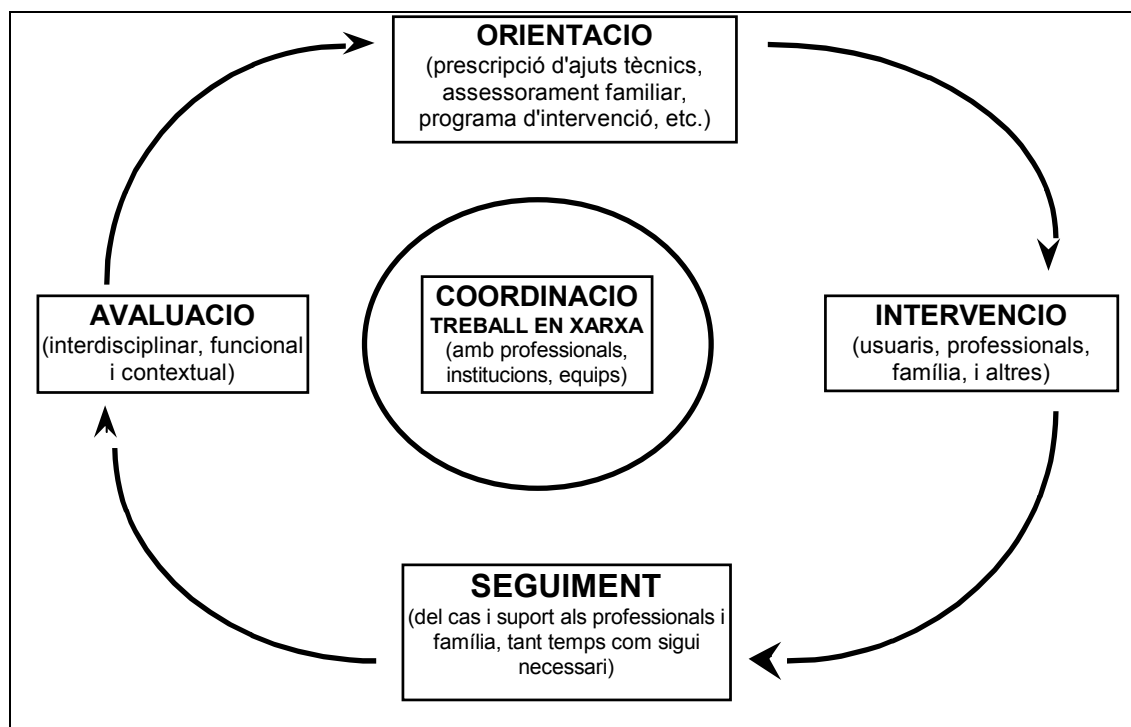 ORIENTACIO
(prescripció d'ajuts tècnics,
assessorament familiar,
programa d'intervenció, etc.)
AVALUACIO
(interdisciplinar, funcional
i contextual)
COORDINACIO
TREBALL EN XARXA
(amb professionals,
institucions, equips)
INTERVENCIO
(usuaris, professionals,
família, i altres)
SEGUIMENT
(del cas i suport als professionals i
família, tant temps com sigui
necessari)